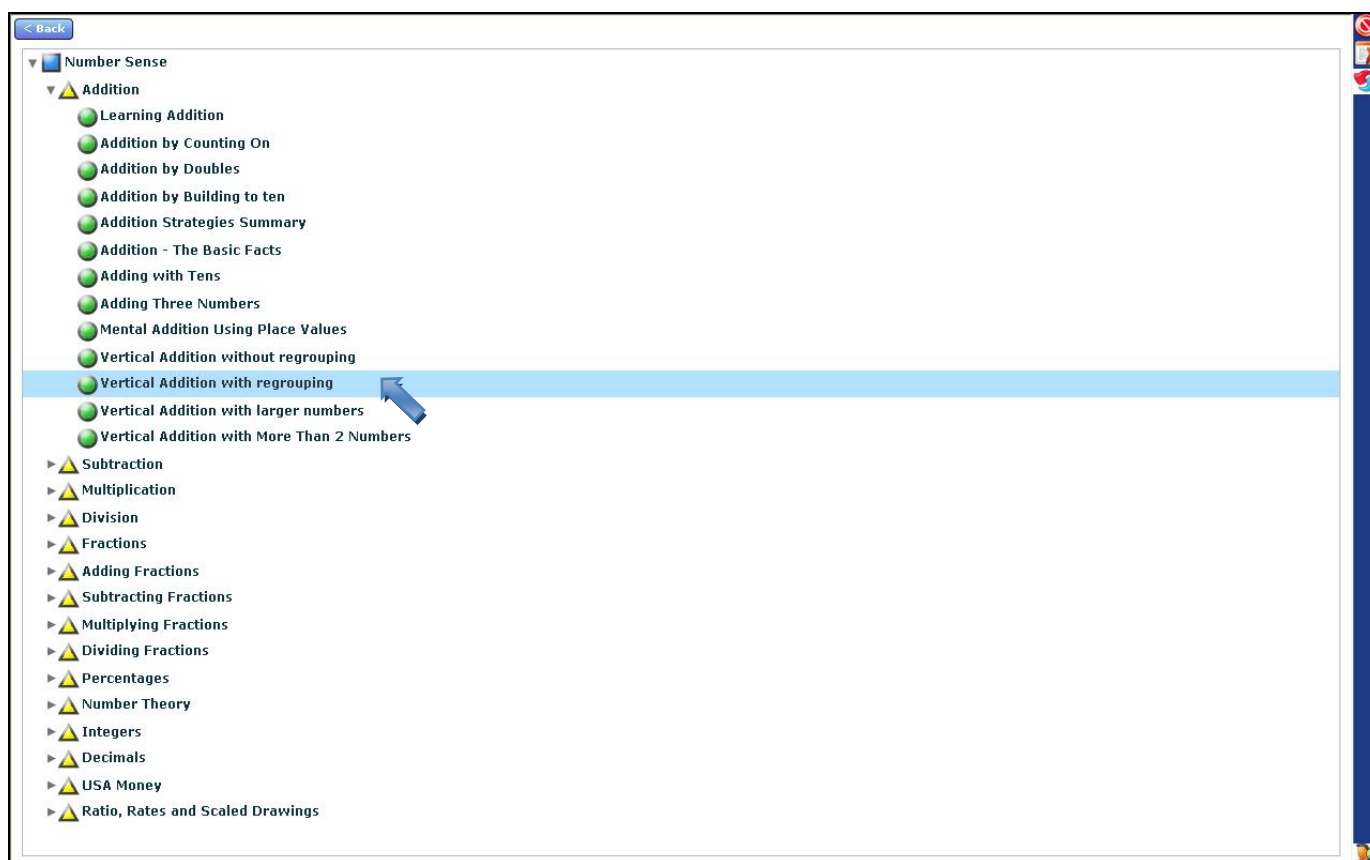 < Back
Number Sense
Addition
Learning Addition
Addition by Counting On
Addition by Doubles
Addition by Building to ten
Addition Strategies Summary
Addition - The Basic Facts
Adding with Tens
Adding Three Numbers
Mental Addition Using Place Values
Vertical Addition without regrouping
Vertical Addition with regrouping
Vertical Addition with larger numbers
Vertical Addition with More Than 2 Numbers
Subtraction
Multiplication
Division
Fractions
Adding Fractions
Subtracting Fractions
Multiplying Fractions
Dividing Fractions
Percentages
Number Theory
Integers
Decimals
USA Money
Ratio, Rates and Scaled Drawings